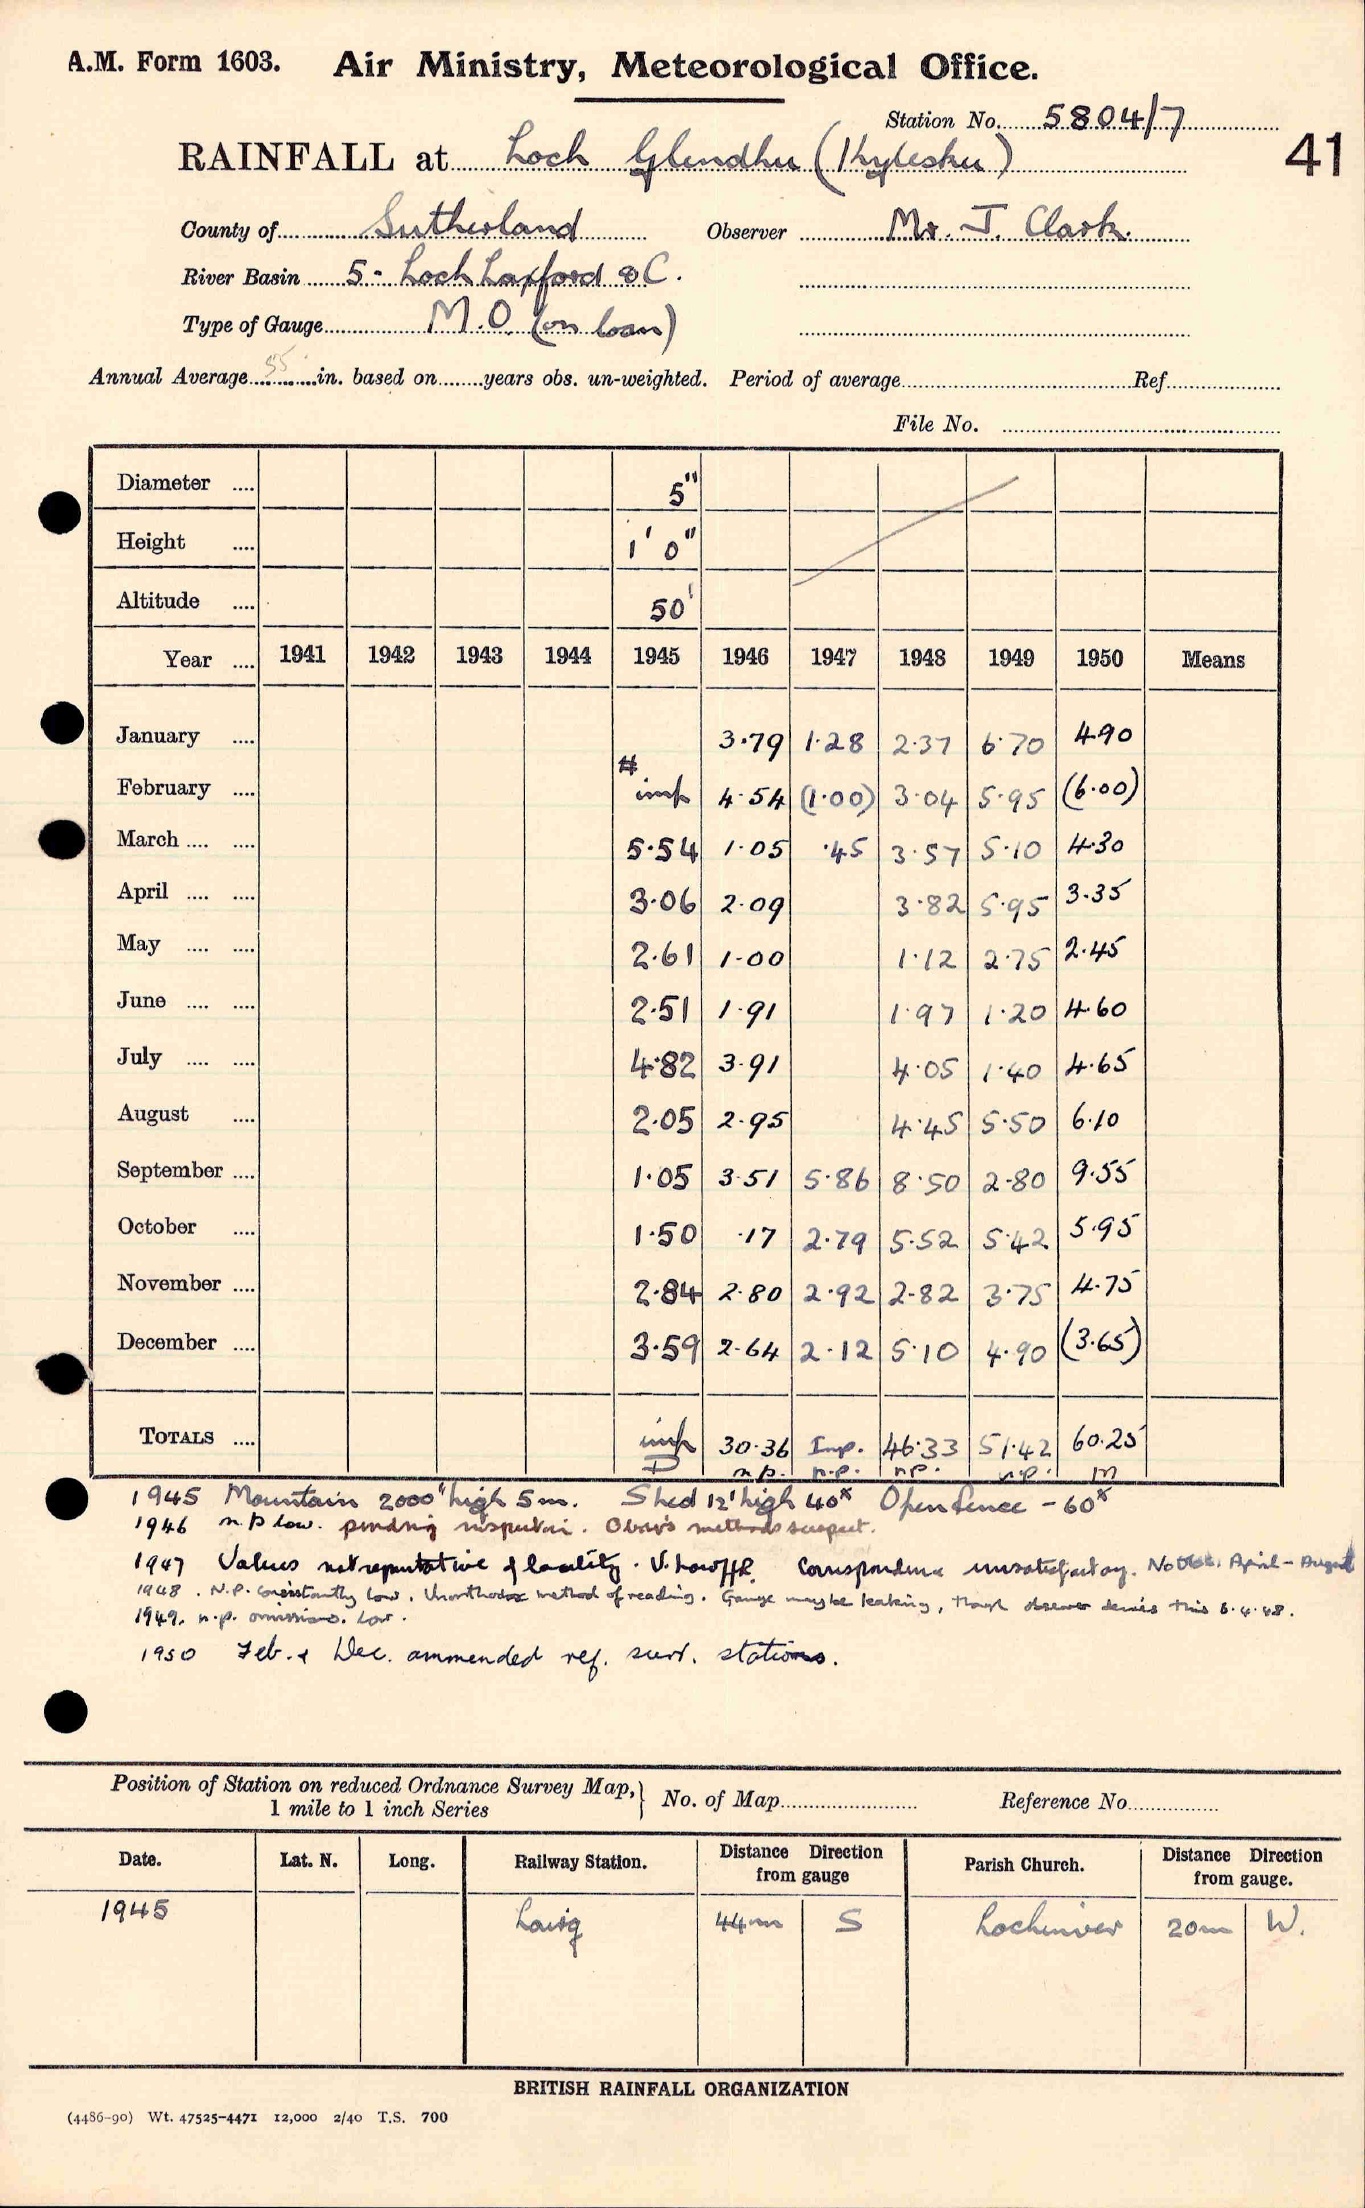 A.M. Form 1603. Air Ministry, Meteorological Office.
Station No. 5804/7
41
RAINFALL at Loch Glendhu (Kylesku)
County of Sutherland Observer Mr. J. Clark.
River Basin 5- Loch Laxford &C.
Type of Gauge M.O. (on loan)
Annual Average 55 in. based on years obs. un-weighted. Period of average Ref.
File No.
Diameter .... 5"
Height .... 1' 0"
Altitude .... 50'
Year .... 1941 1942 1943 1944 1945 1946 1947 1948 1949 1950 Means
January .... 3.79 1.28 2.37 6.70 4.90
February .... # imp 4.54 (1.00) 3.04 5.95 (6.00)
March .... .... 5.54 1.05 .45 3.57 5.10 4.30
April .... .... 3.06 2.09 3.82 5.95 3.35
May .... .... 2.61 1.00 1.12 2.75 2.45
June .... .... 2.51 1.91 1.97 1.20 4.60
July .... .... 4.82 3.91 4.05 1.40 4.65
August .... 2.05 2.95 4.45 5.50 6.10
September .... 1.05 3.51 5.86 8.50 2.80 9.55
October .... 1.50 .17 2.79 5.52 5.42 5.95
November .... 2.84 2.80 2.92 2.82 3.75 4.75
December .... 3.59 2.64 2.12 5.10 4.90 (3.65)
TOTALS .... imp 30.36 Imp. 46.33 51.42 60.25
D n.p. n.p. n.p. n.p. m
1945 Mountain 2000' high 5m. Shed 12' high 40x Open fence - 60x
1946 n.p low. pending inspection. Obsr's methods suspect.
1947 Values not reputative of locality. V. low Correspondence unsatisfactory. No April - August
1948. N.P. Consistantly low. Unorthodox method of reading. Gauge may be leaking, though observer denies this 6.4.48.
1949. n.p. omissions. Low.
1950 Feb. & Dec. ammended ref. surr. stations.
Position of Station on reduced Ordnance Survey Map,} No. of Map Reference No.
1 mile to 1 inch Series
Date. Lat. N. Long. Railway Station. Distance Direction from gauge Parish Church. Distance Direction from gauge.
1945 Lairg 44m S Lochinver 20m W.
BRITISH RAINFALL ORGANIZATION
(4486-90) Wt. 47525-4471 12,000 2/40 T.S. 700